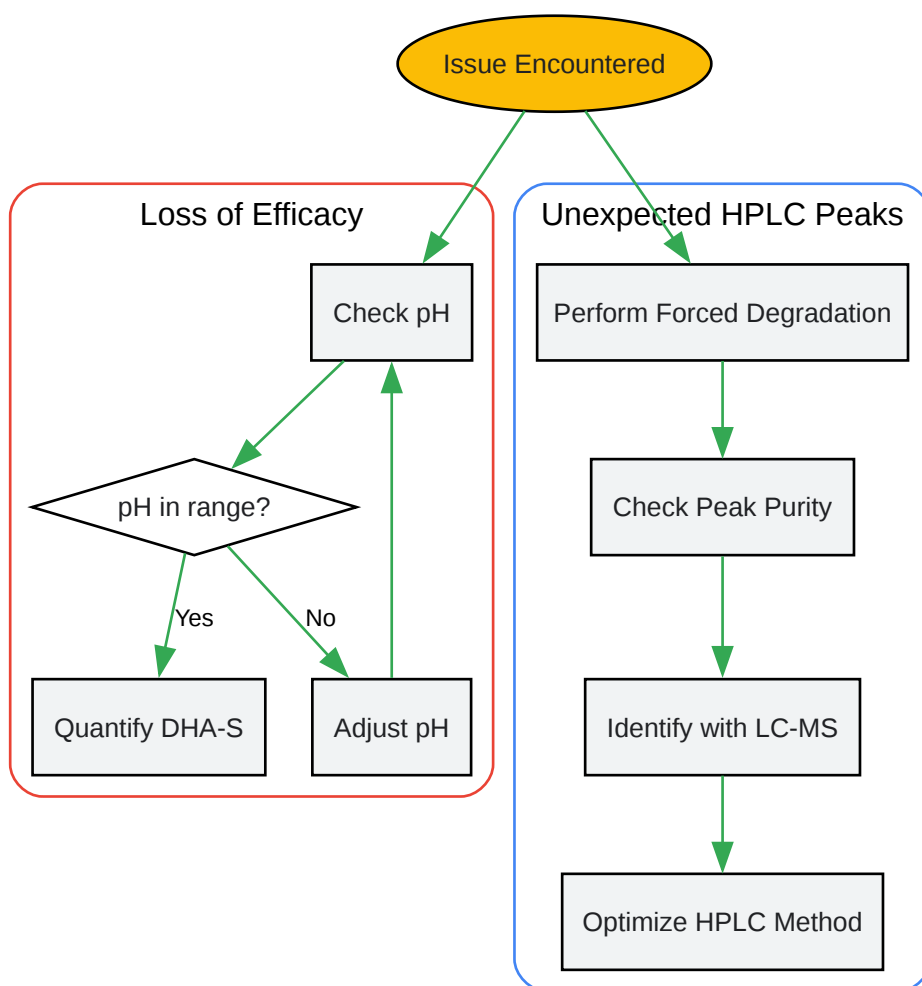 Issue Encountered
Loss of Efficacy
Check pH
pH in range?
Yes
No
Quantify DHA-S
Adjust pH
Unexpected HPLC Peaks
Perform Forced Degradation
Check Peak Purity
Identify with LC-MS
Optimize HPLC Method